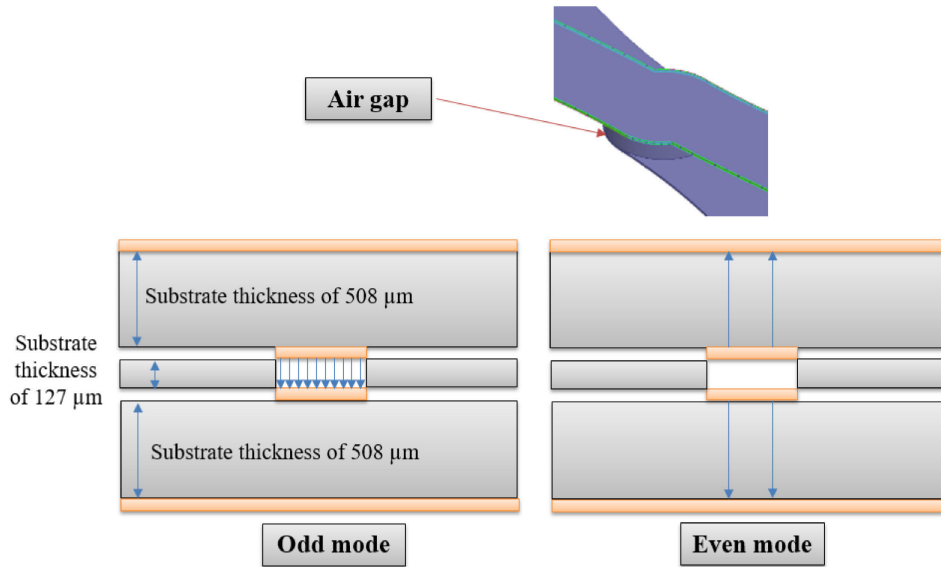 Air gap
Substrate thickness of 508 μm
Substrate
thickness
of 127 μm
Substrate thickness of 508 μm
Odd mode
Even mode